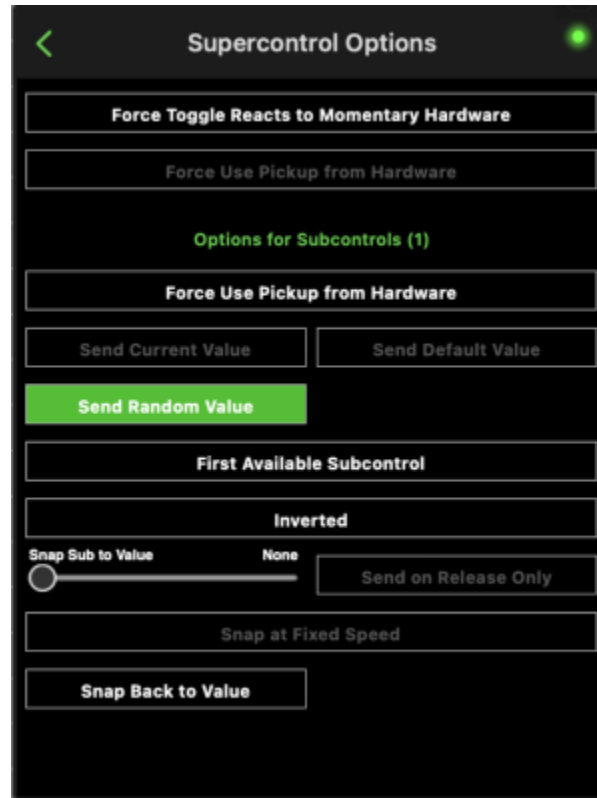 Supercontrol Options
Force Toggle Reacts to Momentary Hardware
Force Use Pickup from Hardware
Options for Subcontrols (1)
Force Use Pickup from Hardware
Send Current Value
Send Default Value
Send Random Value
First Available Subcontrol
Inverted
Snap Sub to Value
None
Send on Release Only
Snap at Fixed Speed
Snap Back to Value